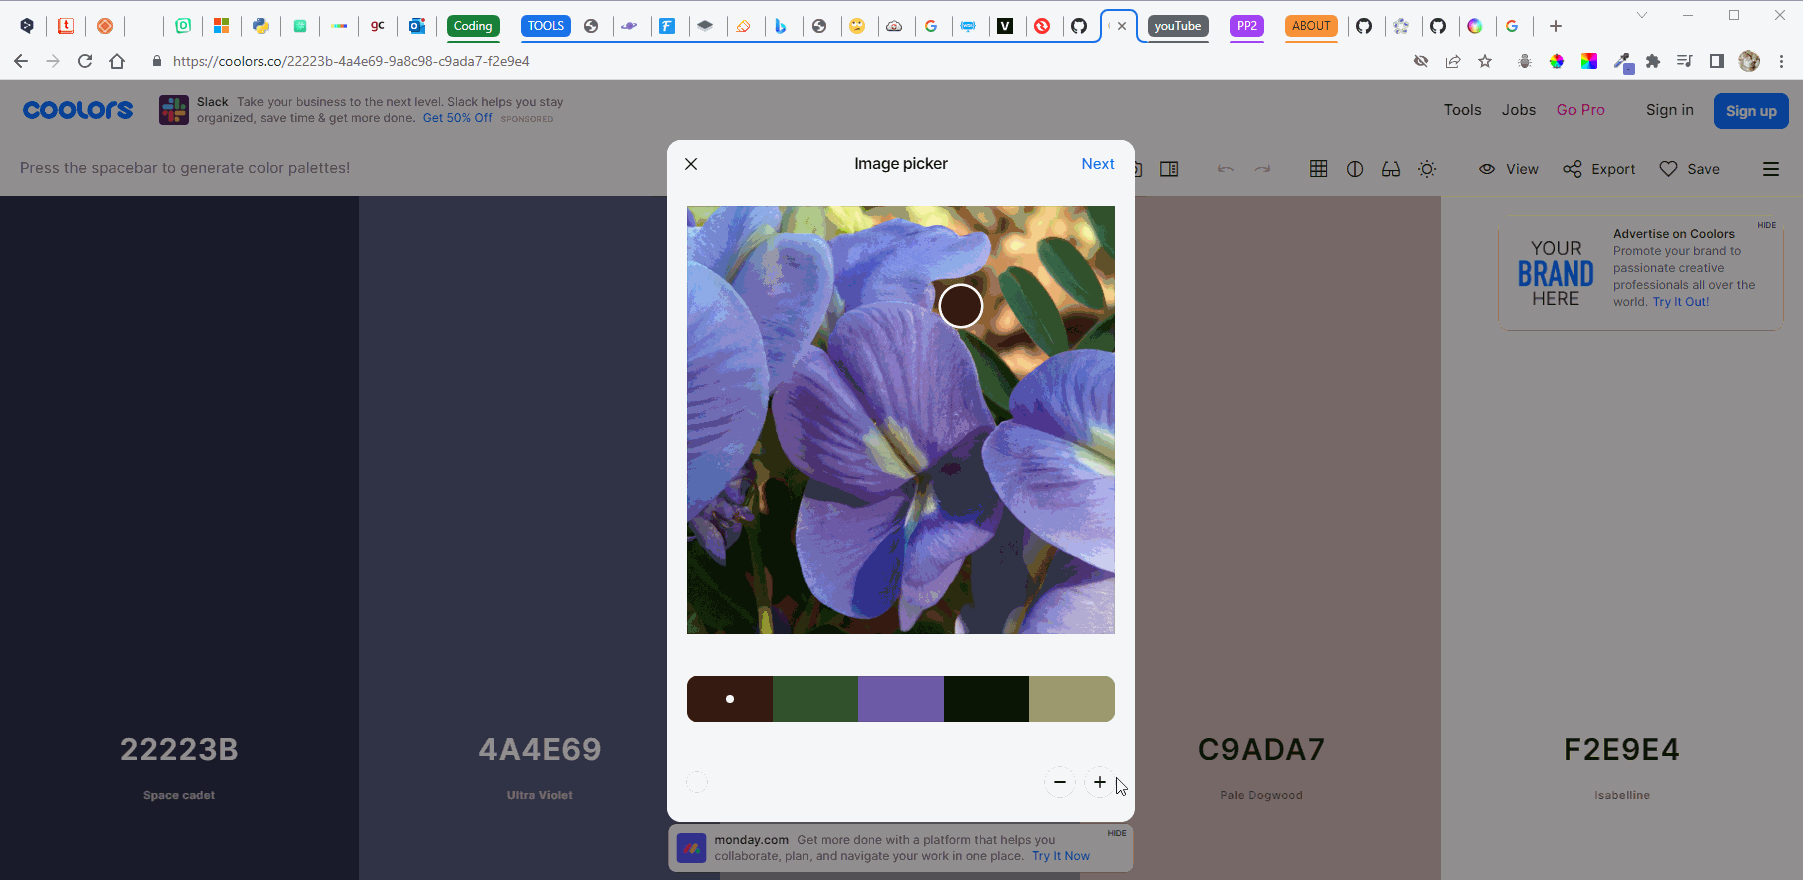 gc
Coding
TOOLS
youTube
PP2
ABOUT
https://coolors.co/22223b-4a4e69-9a8c98-c9ada7-f2e9e4
coolors
Slack Take your business to the next level. Slack helps you stay
organized, save time & get more done. Get 50% Off SPONSORED
Tools
Jobs
Go Pro
Sign in
Sign up
Press the spacebar to generate color palettes!
Image picker
Next
View
Export
Save
HIDE
YOUR
BRAND
HERE
Advertise on Coolors
Promote your brand to
passionate creative
professionals all over the
world. Try It Out!
22223B
Space cadet
4A4E69
Ultra Violet
C9ADA7
Pale Dogwood
F2E9E4
Isabelline
HIDE
monday.com Get more done with a platform that helps you
collaborate, plan, and navigate your work in one place. Try It Now